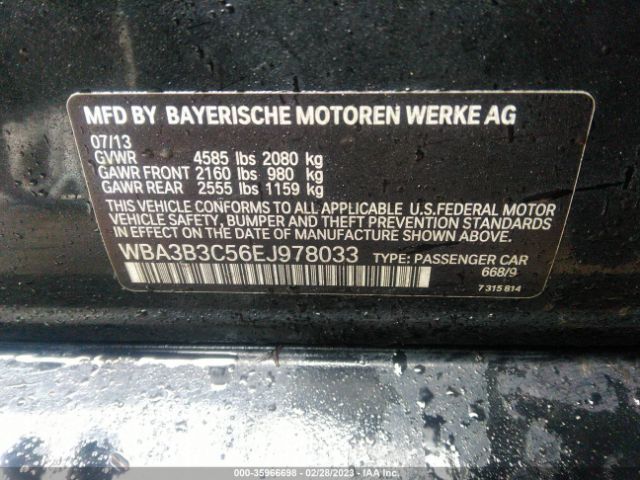 MFD BY BAYERISCHE MOTOREN WERKE AG
07/13
GVWR 4585 lbs 2080 kg
GAWR FRONT 2160 lbs 980 kg
GAWR REAR 2555 lbs 1159 kg
THIS VEHICLE CONFORMS TO ALL APPLICABLE U.S.FEDERAL MOTOR
VEHICLE SAFETY, BUMPER AND THEFT PREVENTION STANDARDS
IN EFFECT ON THE DATE OF MANUFACTURE SHOWN ABOVE.
WBA3B3C56EJ978033 TYPE: PASSENGER CAR
668/9
7 315 814
000-35966698 - 02/28/2023 - IAA Inc.